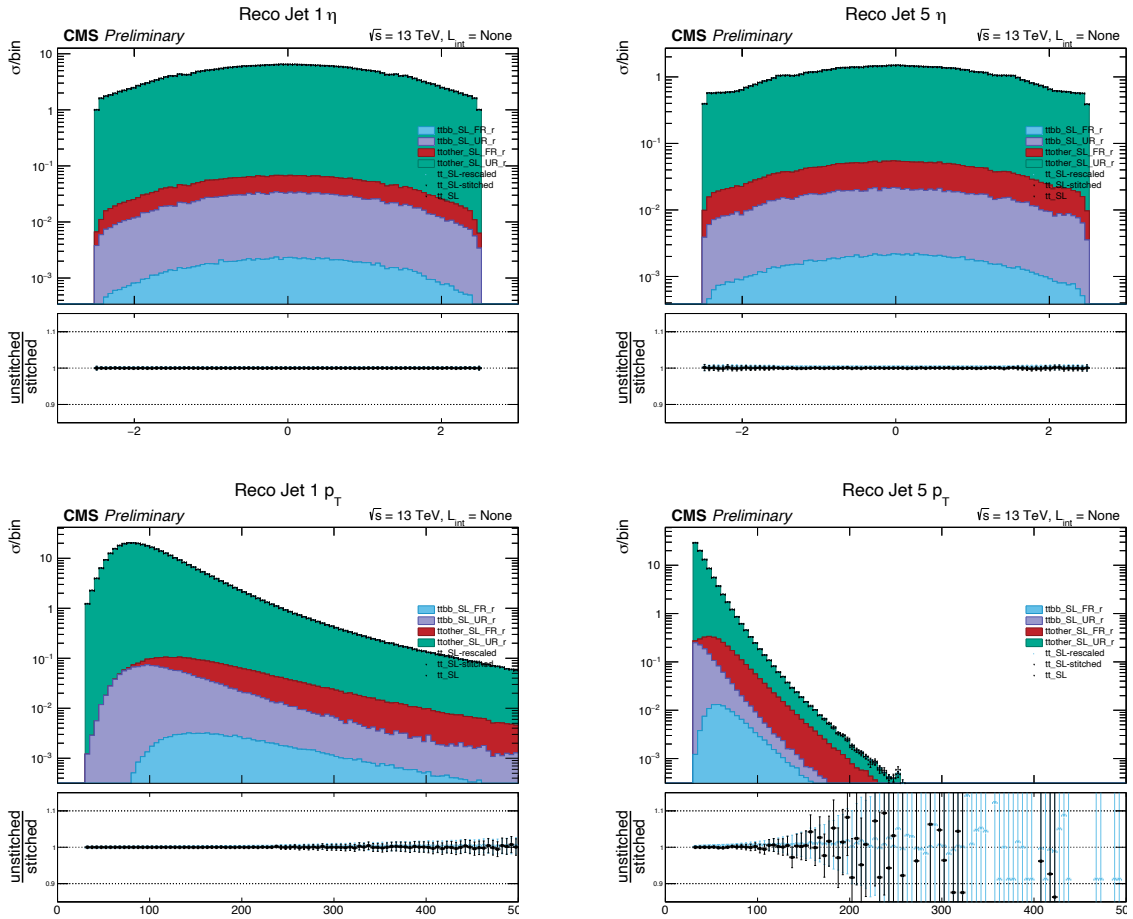 Reco Jet 1 η
CMS Preliminary
√s = 13 TeV, L_int = None
σ/bin
10
1
10⁻¹
10⁻²
10⁻³
ttbb_SL_FR_r
ttbb_SL_UR_r
ttother_SL_FR_r
ttother_SL_UR_r
tt_SL-rescaled
tt_SL-stitched
tt_SL
unstitched
stitched
1.1
1
0.9
−2 0 2
Reco Jet 5 η
CMS Preliminary
√s = 13 TeV, L_int = None
σ/bin
1
10⁻¹
10⁻²
10⁻³
ttbb_SL_FR_r
ttbb_SL_UR_r
ttother_SL_FR_r
ttother_SL_UR_r
tt_SL-rescaled
tt_SL-stitched
tt_SL
unstitched
stitched
1.1
1
0.9
−2 0 2
Reco Jet 1 p_T
CMS Preliminary
√s = 13 TeV, L_int = None
σ/bin
10
1
10⁻¹
10⁻²
10⁻³
ttbb_SL_FR_r
ttbb_SL_UR_r
ttother_SL_FR_r
ttother_SL_UR_r
tt_SL-rescaled
tt_SL-stitched
tt_SL
unstitched
stitched
1.1
1
0.9
0 100 200 300 400 50
Reco Jet 5 p_T
CMS Preliminary
√s = 13 TeV, L_int = None
σ/bin
10
1
10⁻¹
10⁻²
10⁻³
ttbb_SL_FR_r
ttbb_SL_UR_r
ttother_SL_FR_r
ttother_SL_UR_r
tt_SL-rescaled
tt_SL-stitched
tt_SL
unstitched
stitched
1.1
1
0.9
0 100 200 300 400 50